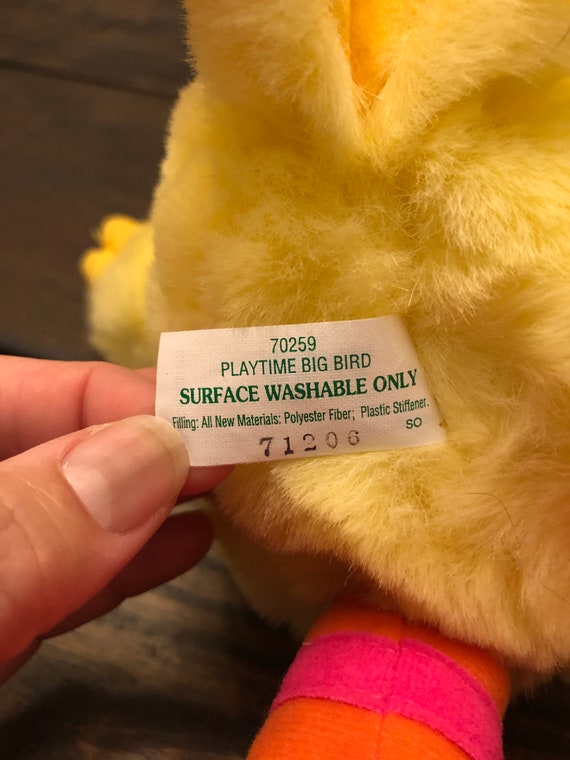 70259
PLAYTIME BIG BIRD
SURFACE WASHABLE ONLY
Filling: All New Materials: Polyester Fiber; Plastic Stiffener.
71206 SO